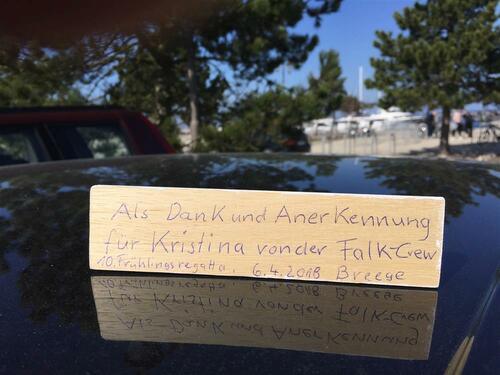 Als Dank und Anerkennung
für Kristina von der Falk-Crew
10. Frühlingsregatta. 6.4.2018 Breege